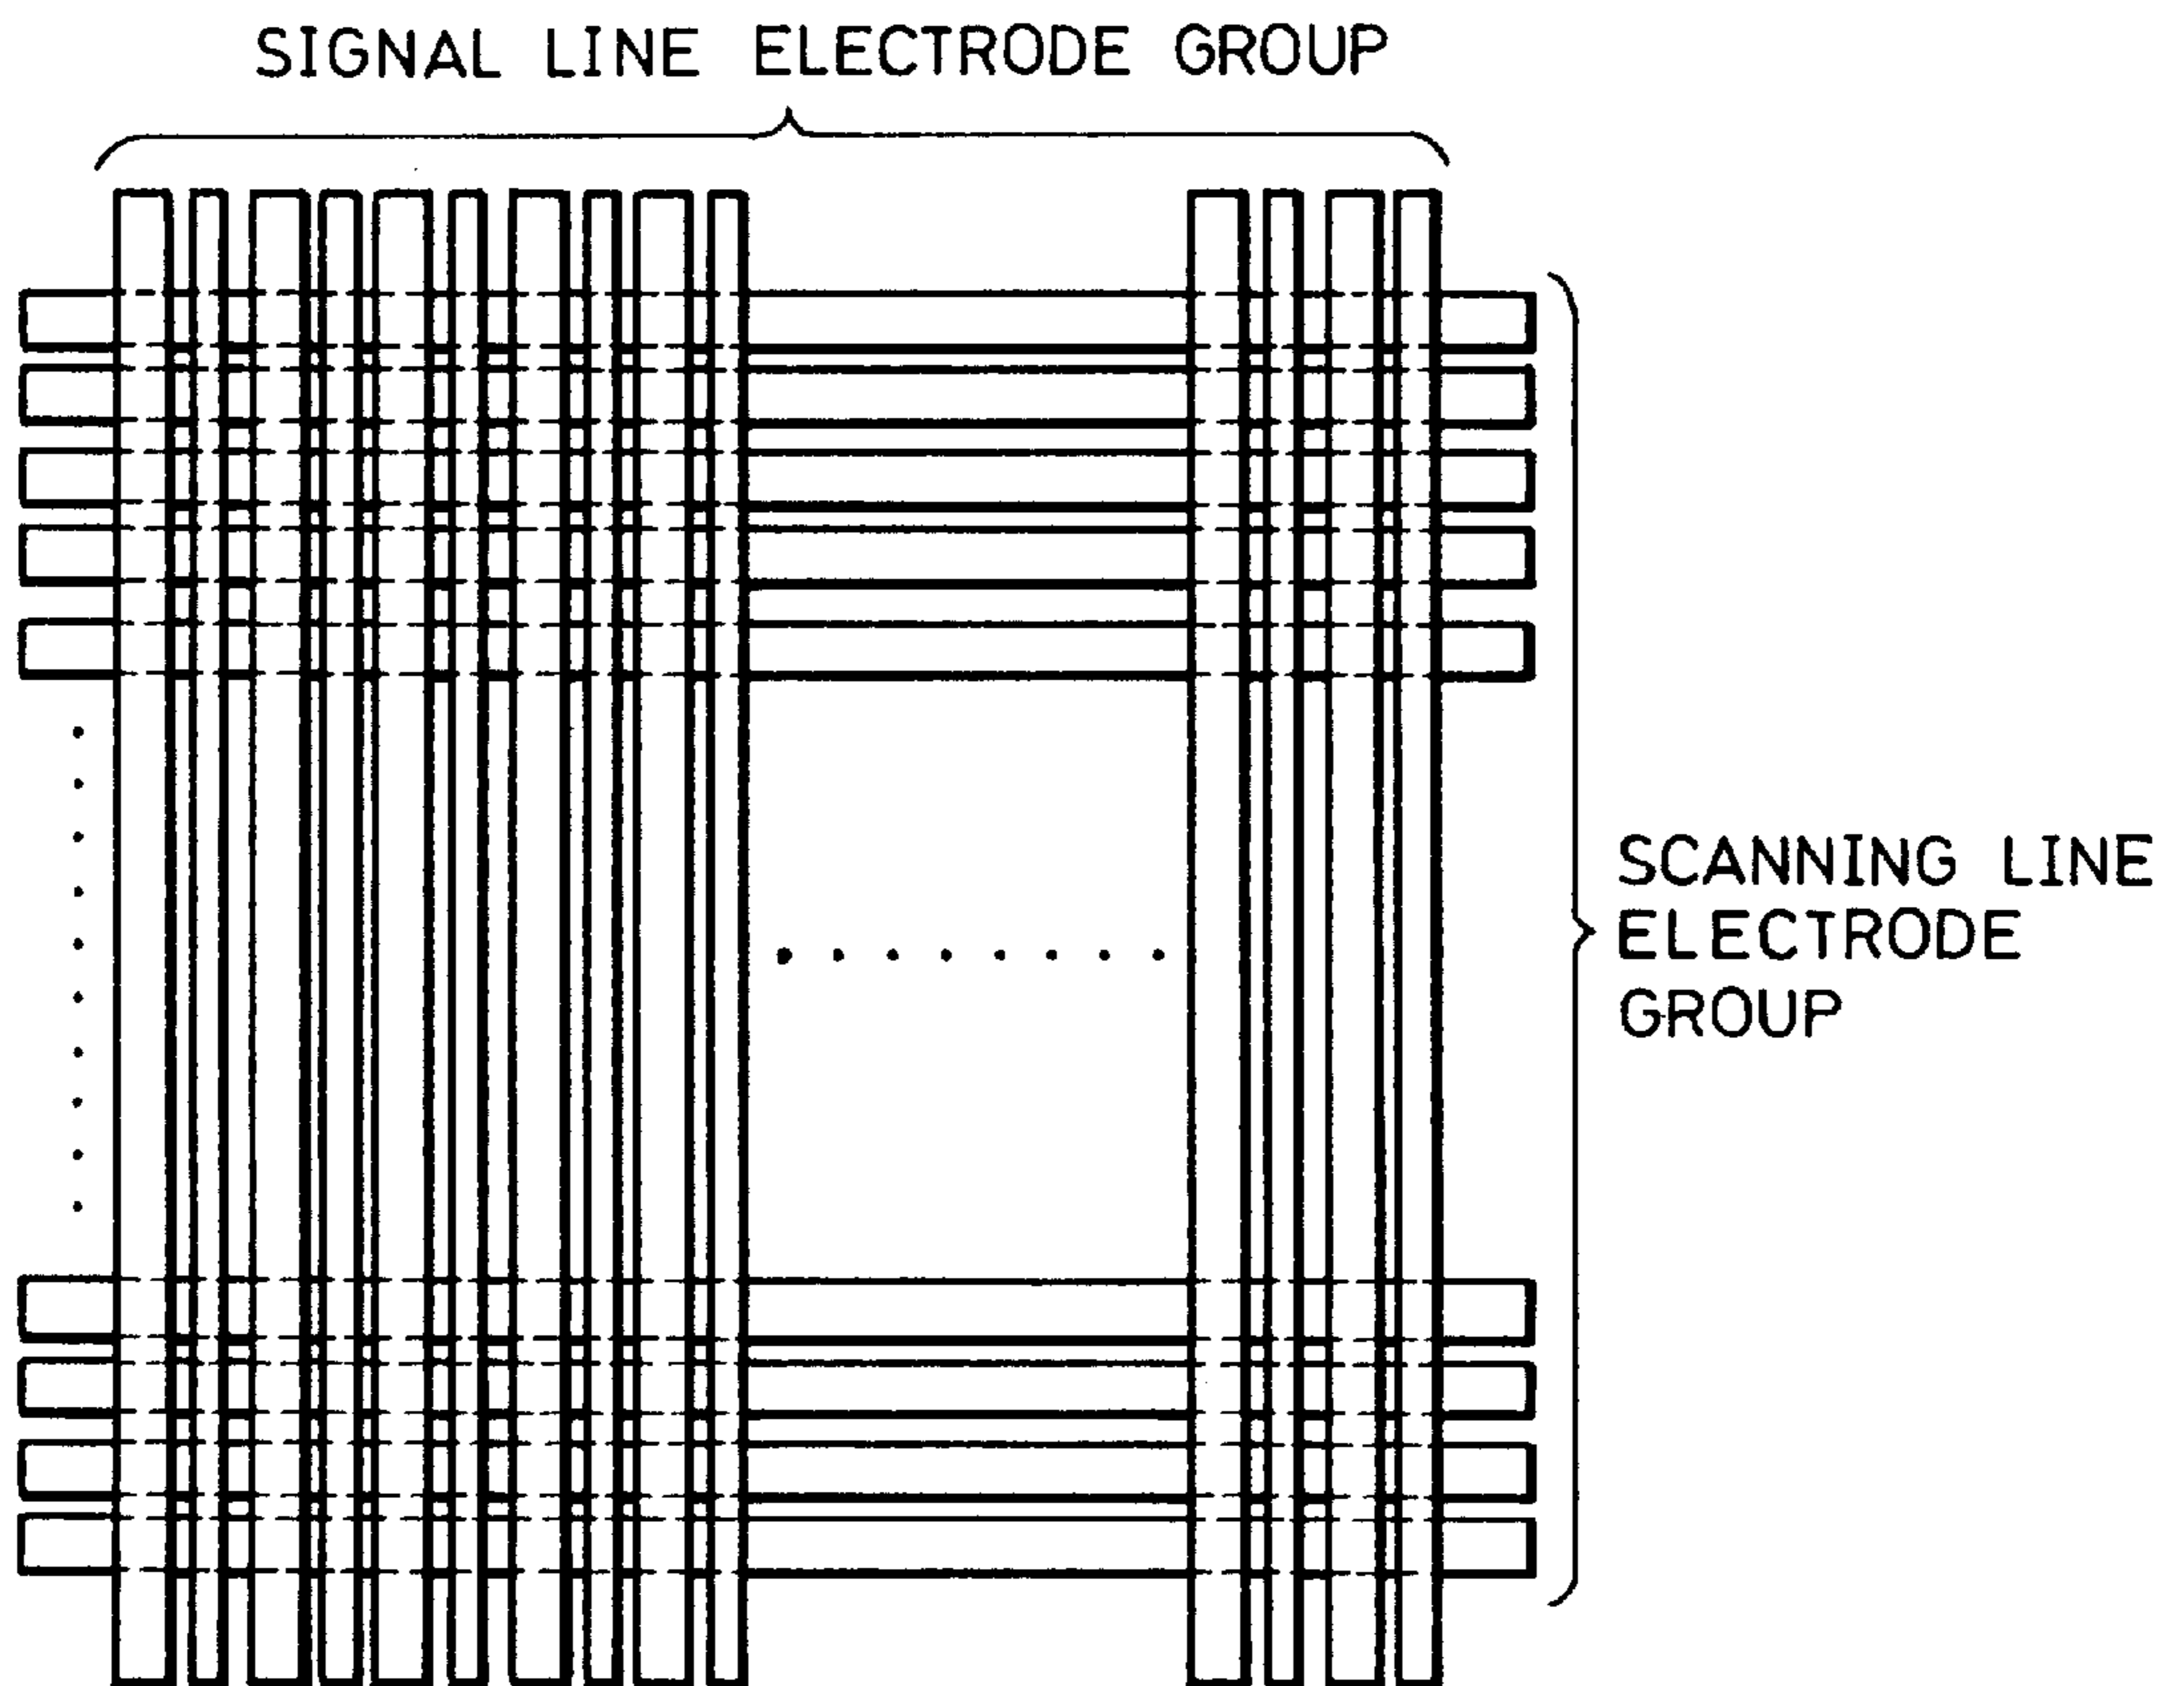 SIGNAL LINE ELECTRODE GROUP
SCANNING LINE
ELECTRODE
GROUP